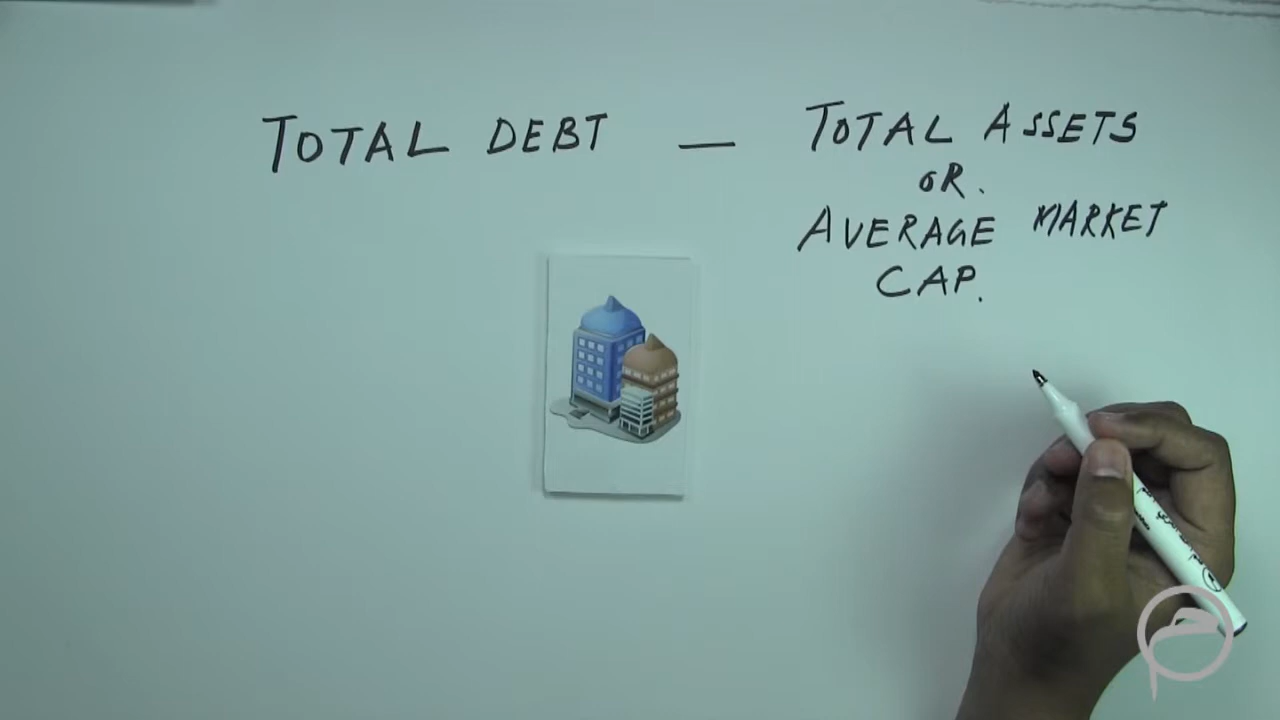 TOTAL DEBT — TOTAL ASSETS
OR.
AVERAGE MARKET
CAP.